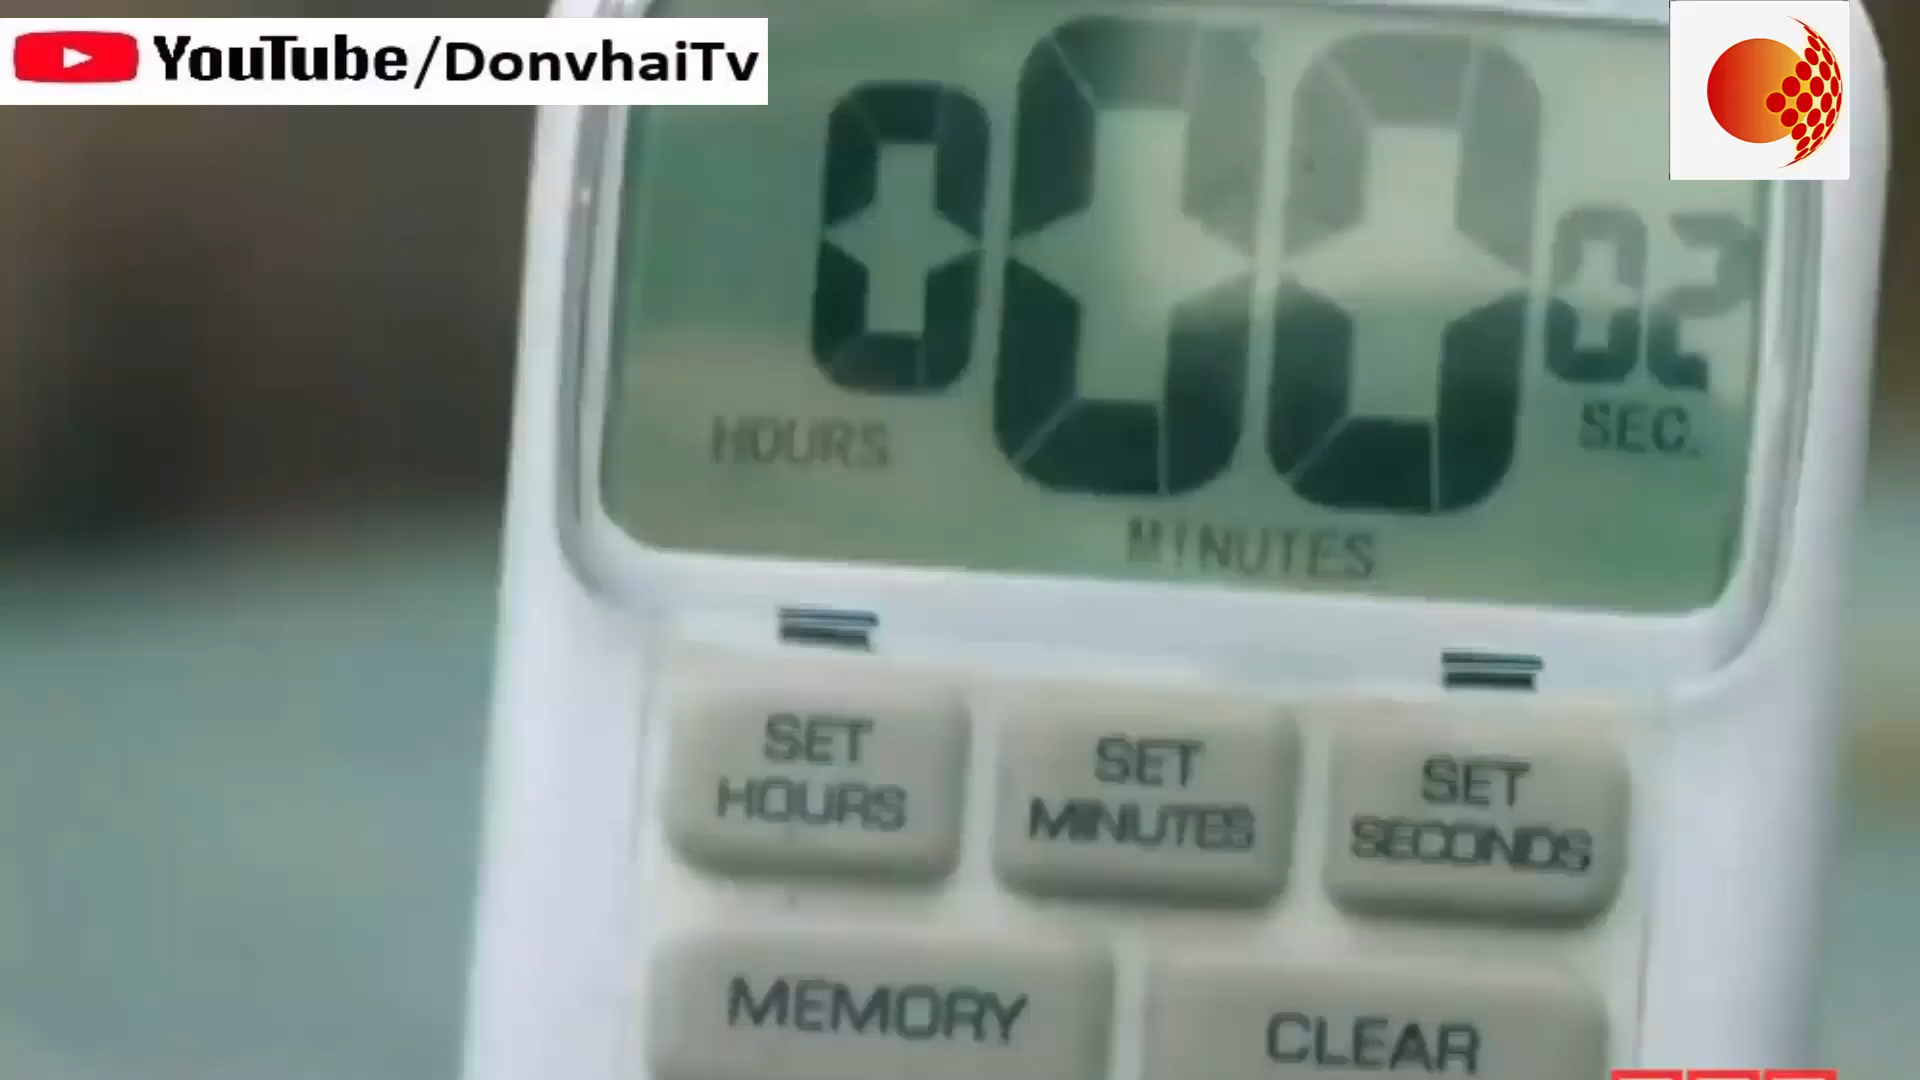 YouTube/DonvhaiTv
0 00 02
HOURS
SEC.
MINUTES
SET HOURS
SET MINUTES
SET SECONDS
MEMORY
CLEAR